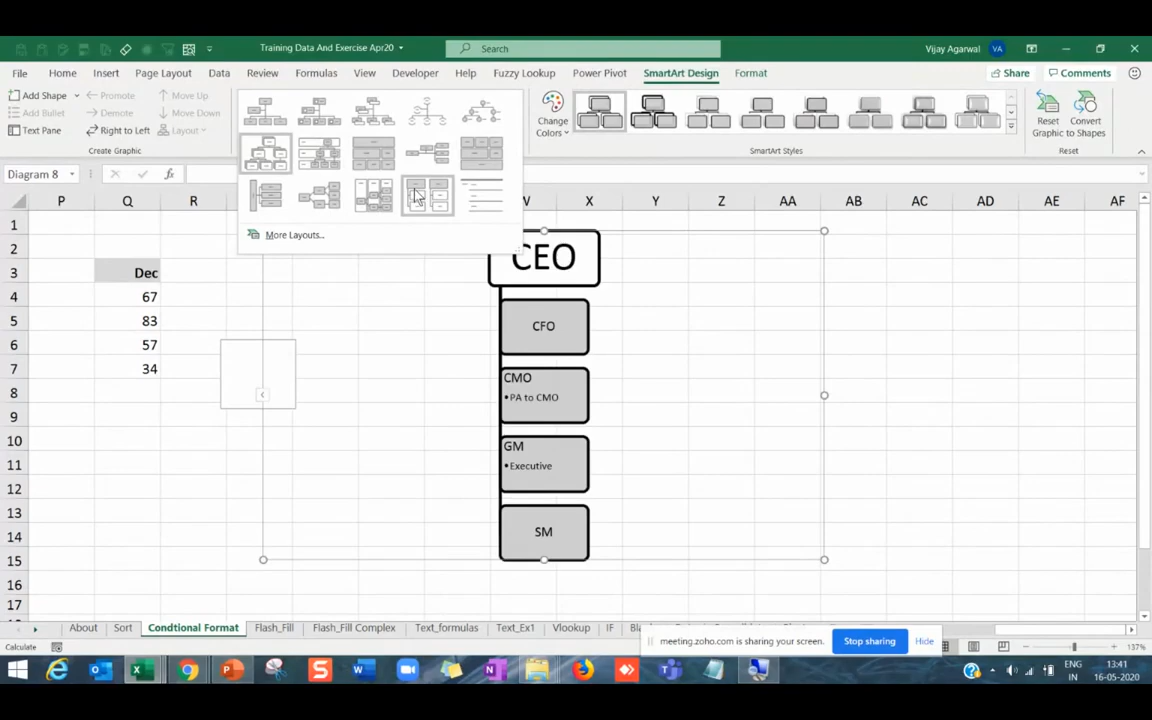 Training Data And Exercise Apr20
Search
Vijay Agarwal VA
File Home Insert Page Layout Data Review Formulas View Developer Help Fuzzy Lookup Power Pivot SmartArt Design Format Share Comments
Add Shape Promote Move Up
Add Bullet Demote Move Down
Text Pane Right to Left Layout
Create Graphic
Change Colors
SmartArt Styles
Reset Graphic
Convert to Shapes
Reset
Diagram 8 fx
More Layouts...
P Q R W X Y Z AA AB AC AD AE AF
1
2
3 Dec
4 67
5 83
6 57
7 34
8
9
10
11
12
13
14
15
16
17
CEO
CFO
CMO
•PA to CMO
GM
•Executive
SM
About Sort Condtional Format Flash_Fill Flash_Fill Complex Text_formulas Text_Ex1 Vlookup IF
meeting.zoho.com is sharing your screen. Stop sharing Hide
Calculate
137%
ENG
IN
13:41
16-05-2020